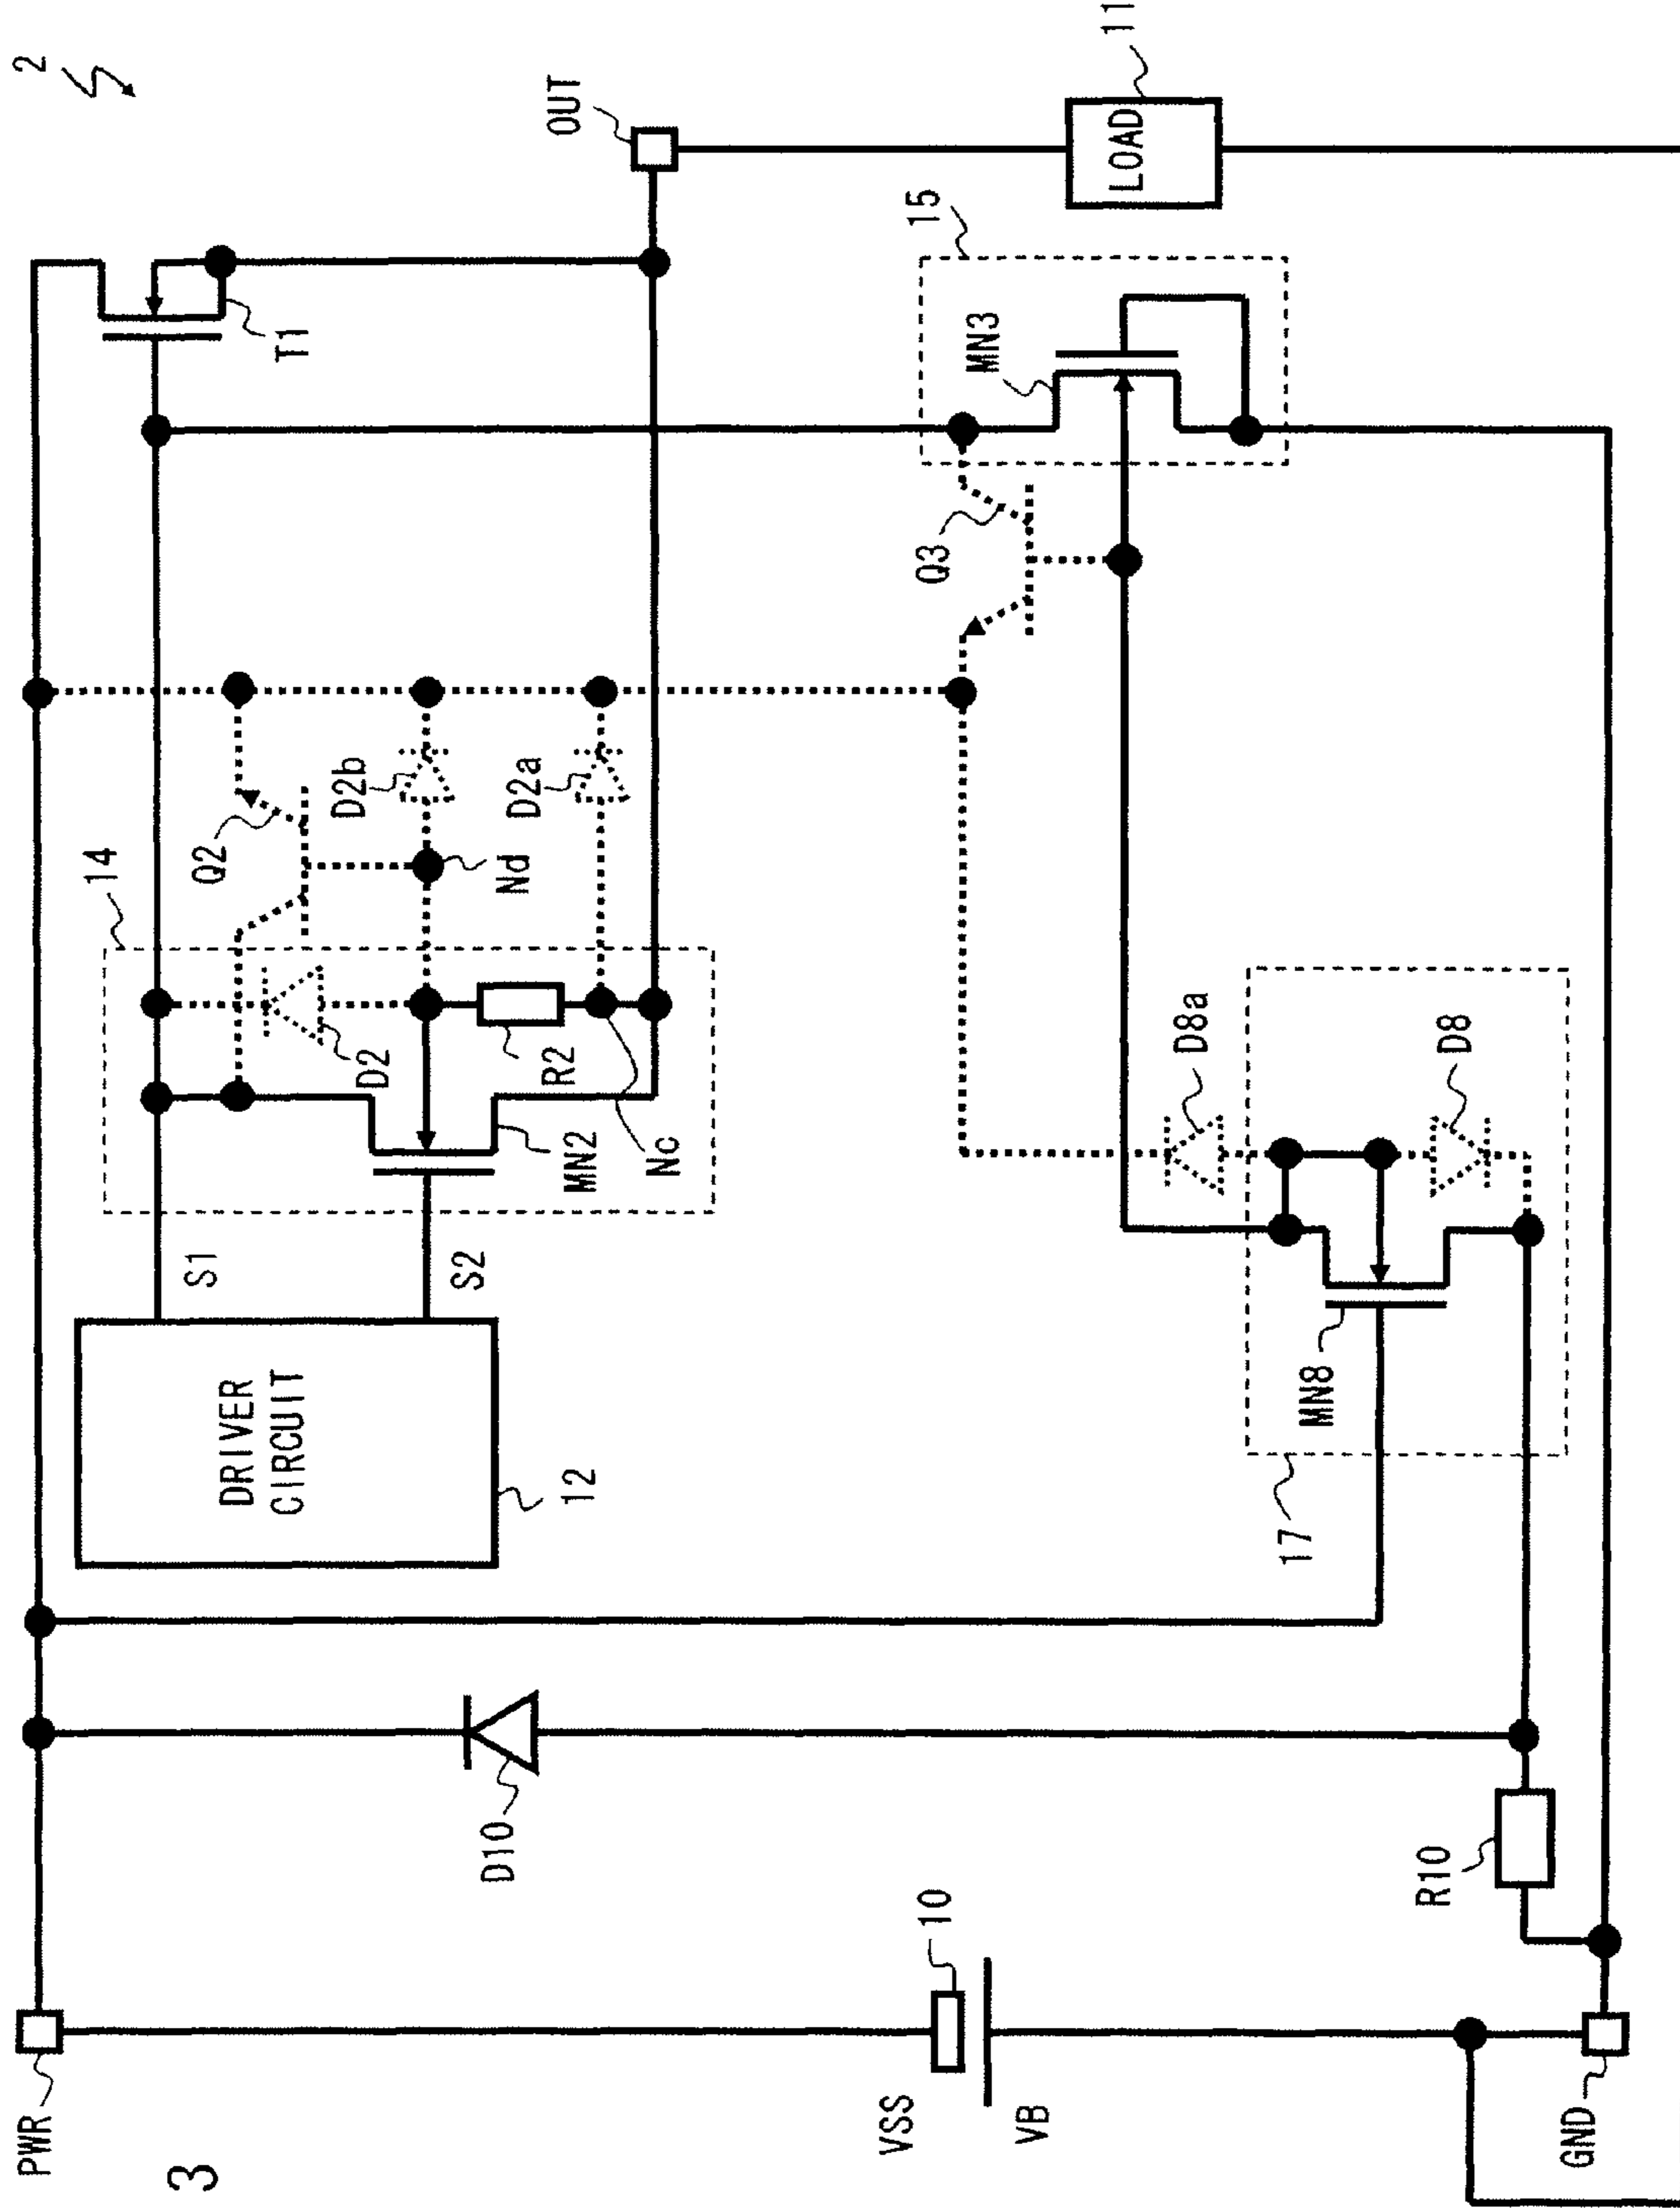 3
2
PWR
VSS
VB
10
GND
R10
D10
DRIVER
CIRCUIT
12
S1
S2
14
Q2
D2
D2b
D2a
Nd
R2
MN2
Nc
T1
OUT
15
MN3
Q3
LOAD
11
D8a
D8
MN8
17